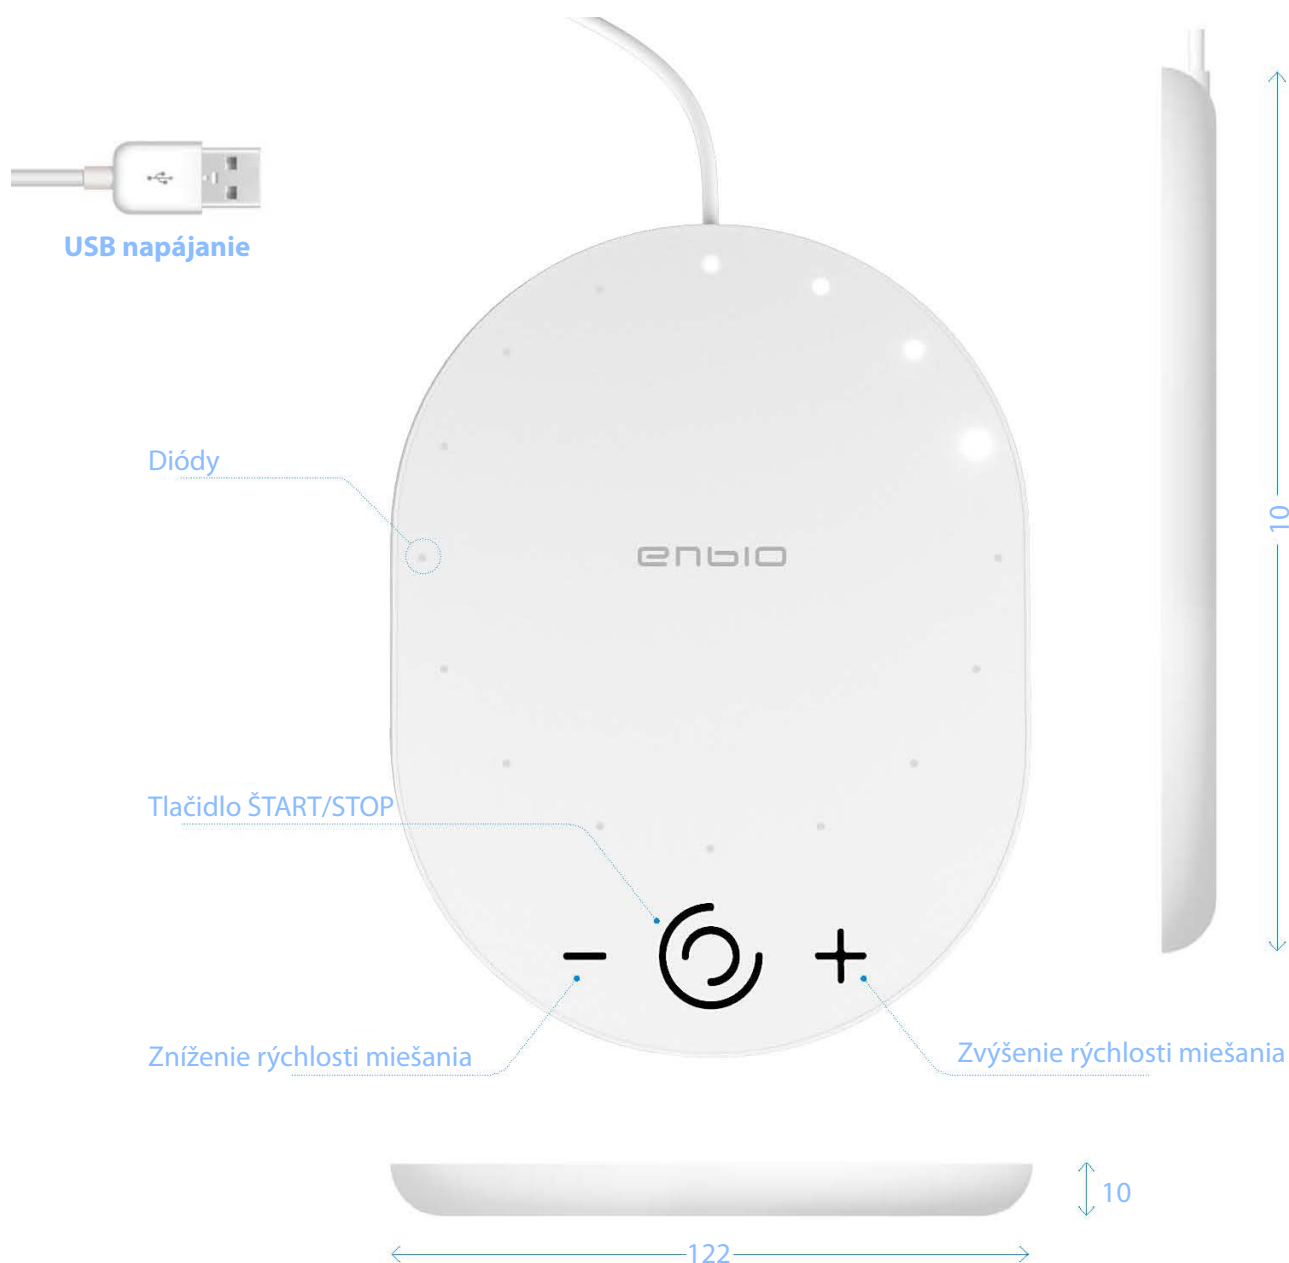 USB napájanie
Diódy
10
enbio
Tlačidlo ŠTART/STOP
Zníženie rýchlosti miešania
Zvýšenie rýchlosti miešania
10
122